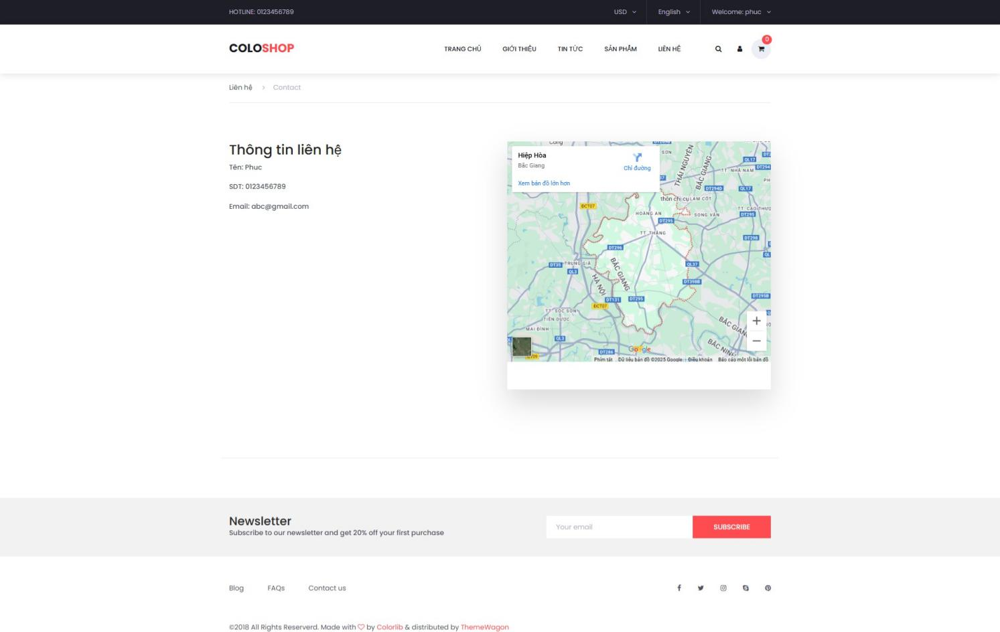 HOTLINE: 0123456789
USD
English
Welcome: phuc
COLOSHOP
TRANG CHỦ
GIỚI THIỆU
TIN TỨC
SẢN PHẨM
LIÊN HỆ
0
Liên hệ > Contact
Thông tin liên hệ
Tên: Phuc
SDT: 0123456789
Email: abc@gmail.com
Hiệp Hòa
Bắc Giang
Chỉ đường
Xem bản đồ lớn hơn
THÁI NGUYÊN
BẮC GIANG
QL17
DT294
TT. NHÃ NAM
DT294D
QL17
thôn chị cụ
LAM CỐT
ĐCT07
HOÀNG AN
SONG VÂN
DT295
DT295
TT. THẮNG
DT298
DT296
TRUNG GIÃ
DT35
QL3
QL37
BẮC GIANG
HÀ NỘI
DT398B
DT295B
DT131
DT295
ĐCT07
TT. SÓC SƠN
TIÊN DƯỢC
MAI ĐÌNH
BẮC GIANG
BẮC NINH
QL3
DT286
Google
Phím tắt
Dữ liệu bản đồ ©2025 Google
Điều khoản
Báo cáo một lỗi bản đồ
Newsletter
Subscribe to our newsletter and get 20% off your first purchase
Your email
SUBSCRIBE
Blog
FAQs
Contact us
©2018 All Rights Reserverd. Made with ♡ by Colorlib & distributed by ThemeWagon